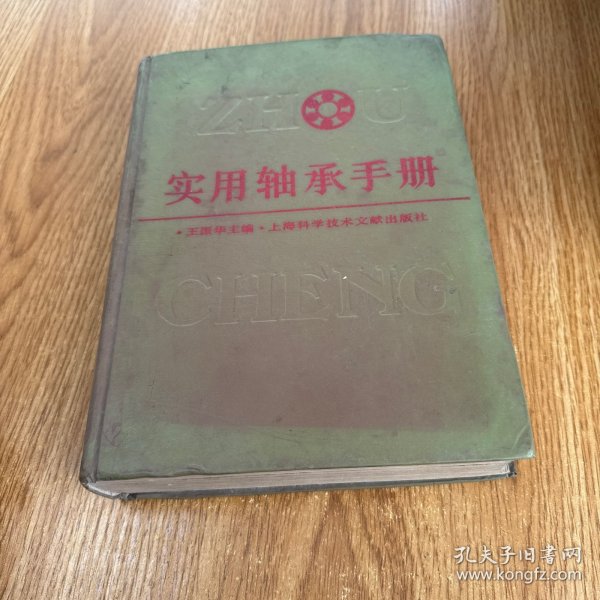 ZHOU
实用轴承手册
·王振华主编·上海科学技术文献出版社
CHENG
孔夫子旧书网
www.kongfz.com